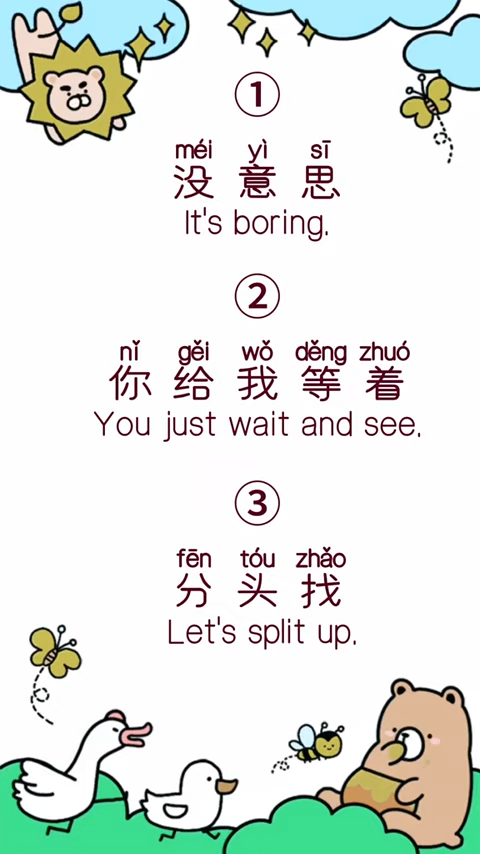 ①
méi yì sī
没意思
It's boring.
②
nǐ gěi wǒ děng zhuó
你给我等着
You just wait and see.
③
fēn tóu zhǎo
分头找
Let's split up.